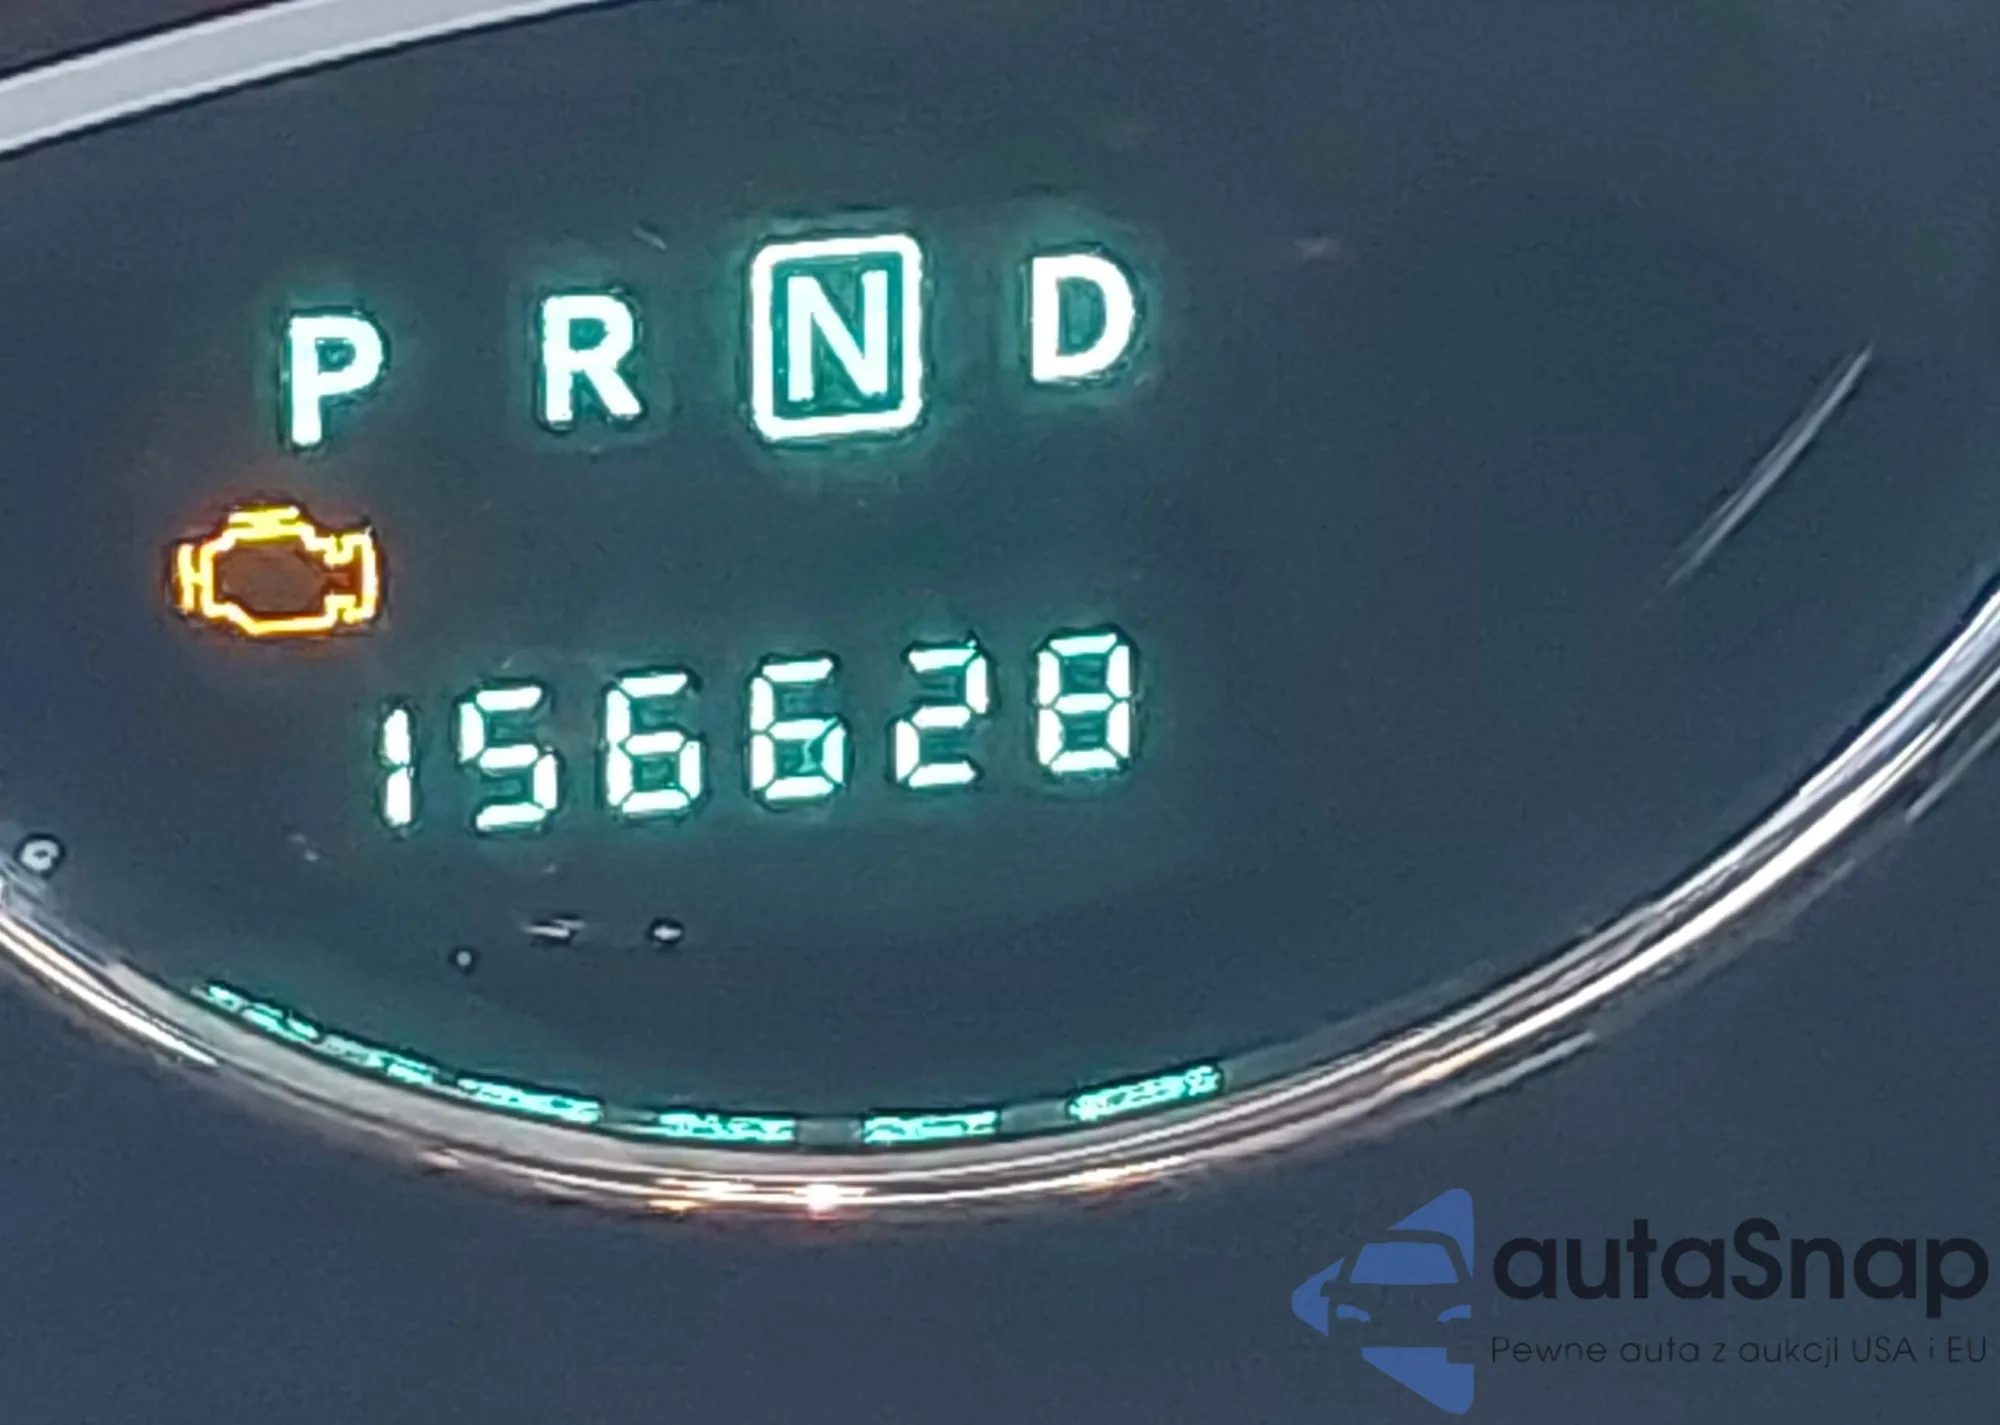 P R N D
156628
autaSnap
Pewne auta z aukcji USA i EU